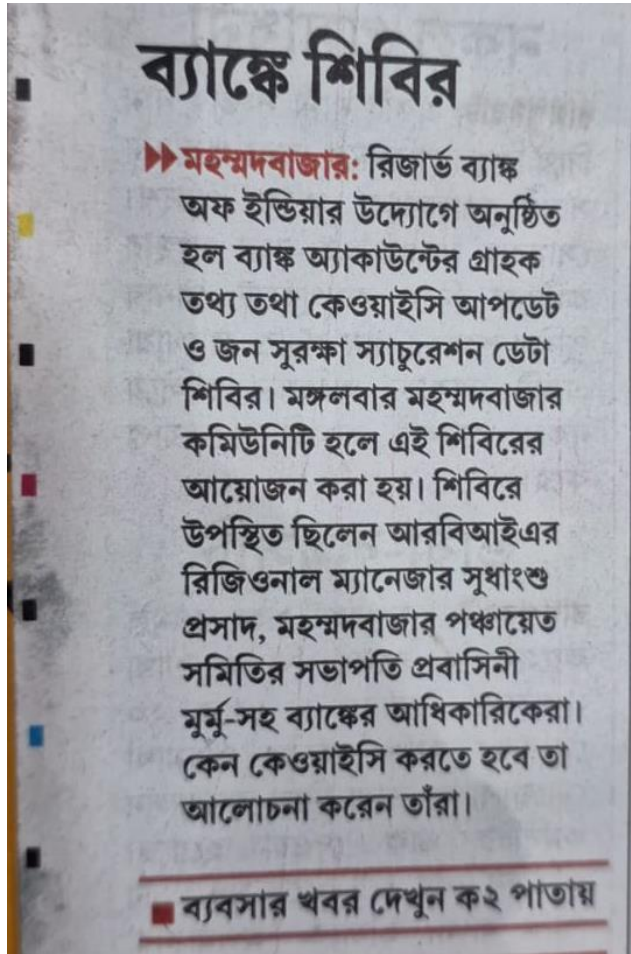 ব্যাঙ্কে শিবির
মহম্মদবাজার: রিজার্ভ ব্যাঙ্ক
অফ ইন্ডিয়ার উদ্যোগে অনুষ্ঠিত
হল ব্যাঙ্ক অ্যাকাউন্টের গ্রাহক
তথ্য তথা কেওয়াইসি আপডেট
ও জন সুরক্ষা স্যাচুরেশন ডেটা
শিবির। মঙ্গলবার মহম্মদবাজার
কমিউনিটি হলে এই শিবিরের
আয়োজন করা হয়। শিবিরে
উপস্থিত ছিলেন আরবিআইএর
রিজিওনাল ম্যানেজার সুধাংশু
প্রসাদ, মহম্মদবাজার পঞ্চায়েত
সমিতির সভাপতি প্রবাসিনী
মুর্মু-সহ ব্যাঙ্কের আধিকারিকেরা।
কেন কেওয়াইসি করতে হবে তা
আলোচনা করেন তাঁরা।
ব্যবসার খবর দেখুন ক২ পাতায়